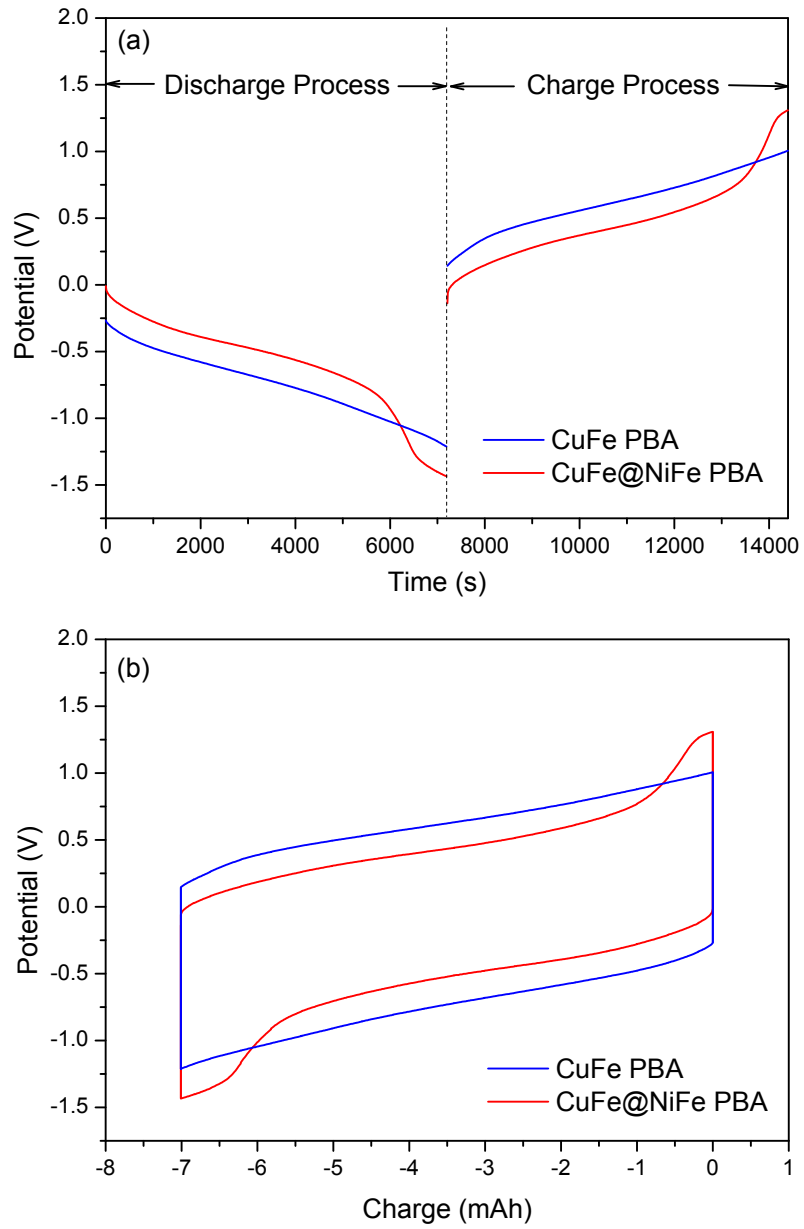 (a)
Discharge Process
Charge Process
2.0
1.5
1.0
0.5
0.0
-0.5
-1.0
-1.5
Potential (V)
CuFe PBA
CuFe@NiFe PBA
0 2000 4000 6000 8000 10000 12000 14000
Time (s)
(b)
2.0
1.5
1.0
0.5
0.0
-0.5
-1.0
-1.5
Potential (V)
CuFe PBA
CuFe@NiFe PBA
-8 -7 -6 -5 -4 -3 -2 -1 0 1
Charge (mAh)